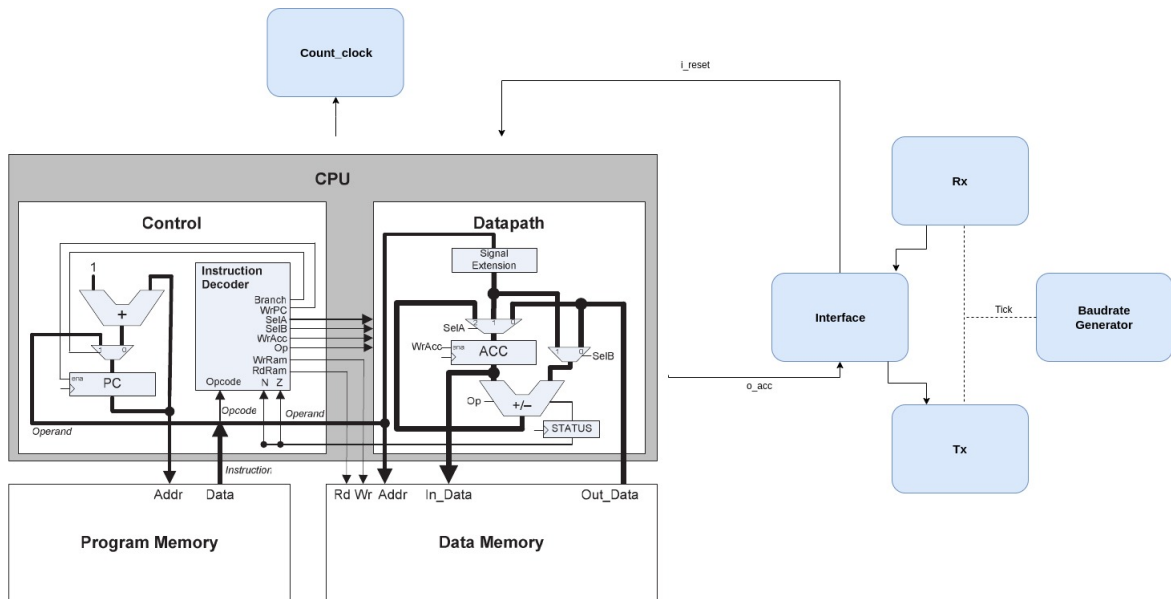 Count_clock
i_reset
CPU
Rx
Control
Datapath
1
Instruction
Decoder
Signal
Extension
Branch
WrPC
SelA
SelB
WrAcc
Op
WrRam
RdRam
Opcode N Z
+
1 0
ena
PC
2 1 0
SelA
WrAcc
ena
ACC
1 0
SelB
Op
+/–
STATUS
Opcode
Operand
Operand
Instruction
Interface
Tick
Baudrate
Generator
o_acc
Tx
Addr Data
Rd Wr Addr In_Data Out_Data
Program Memory
Data Memory